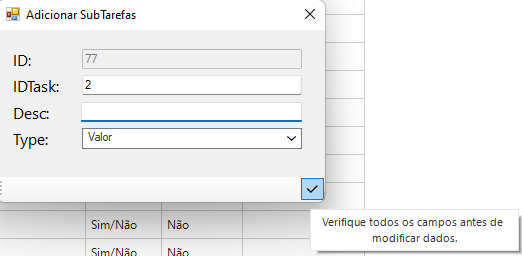 Adicionar SubTarefas
ID: 77
IDTask: 2
Desc:
Type: Valor
Sim/Não Não
Verifique todos os campos antes de
modificar dados.
Sim/Não Não